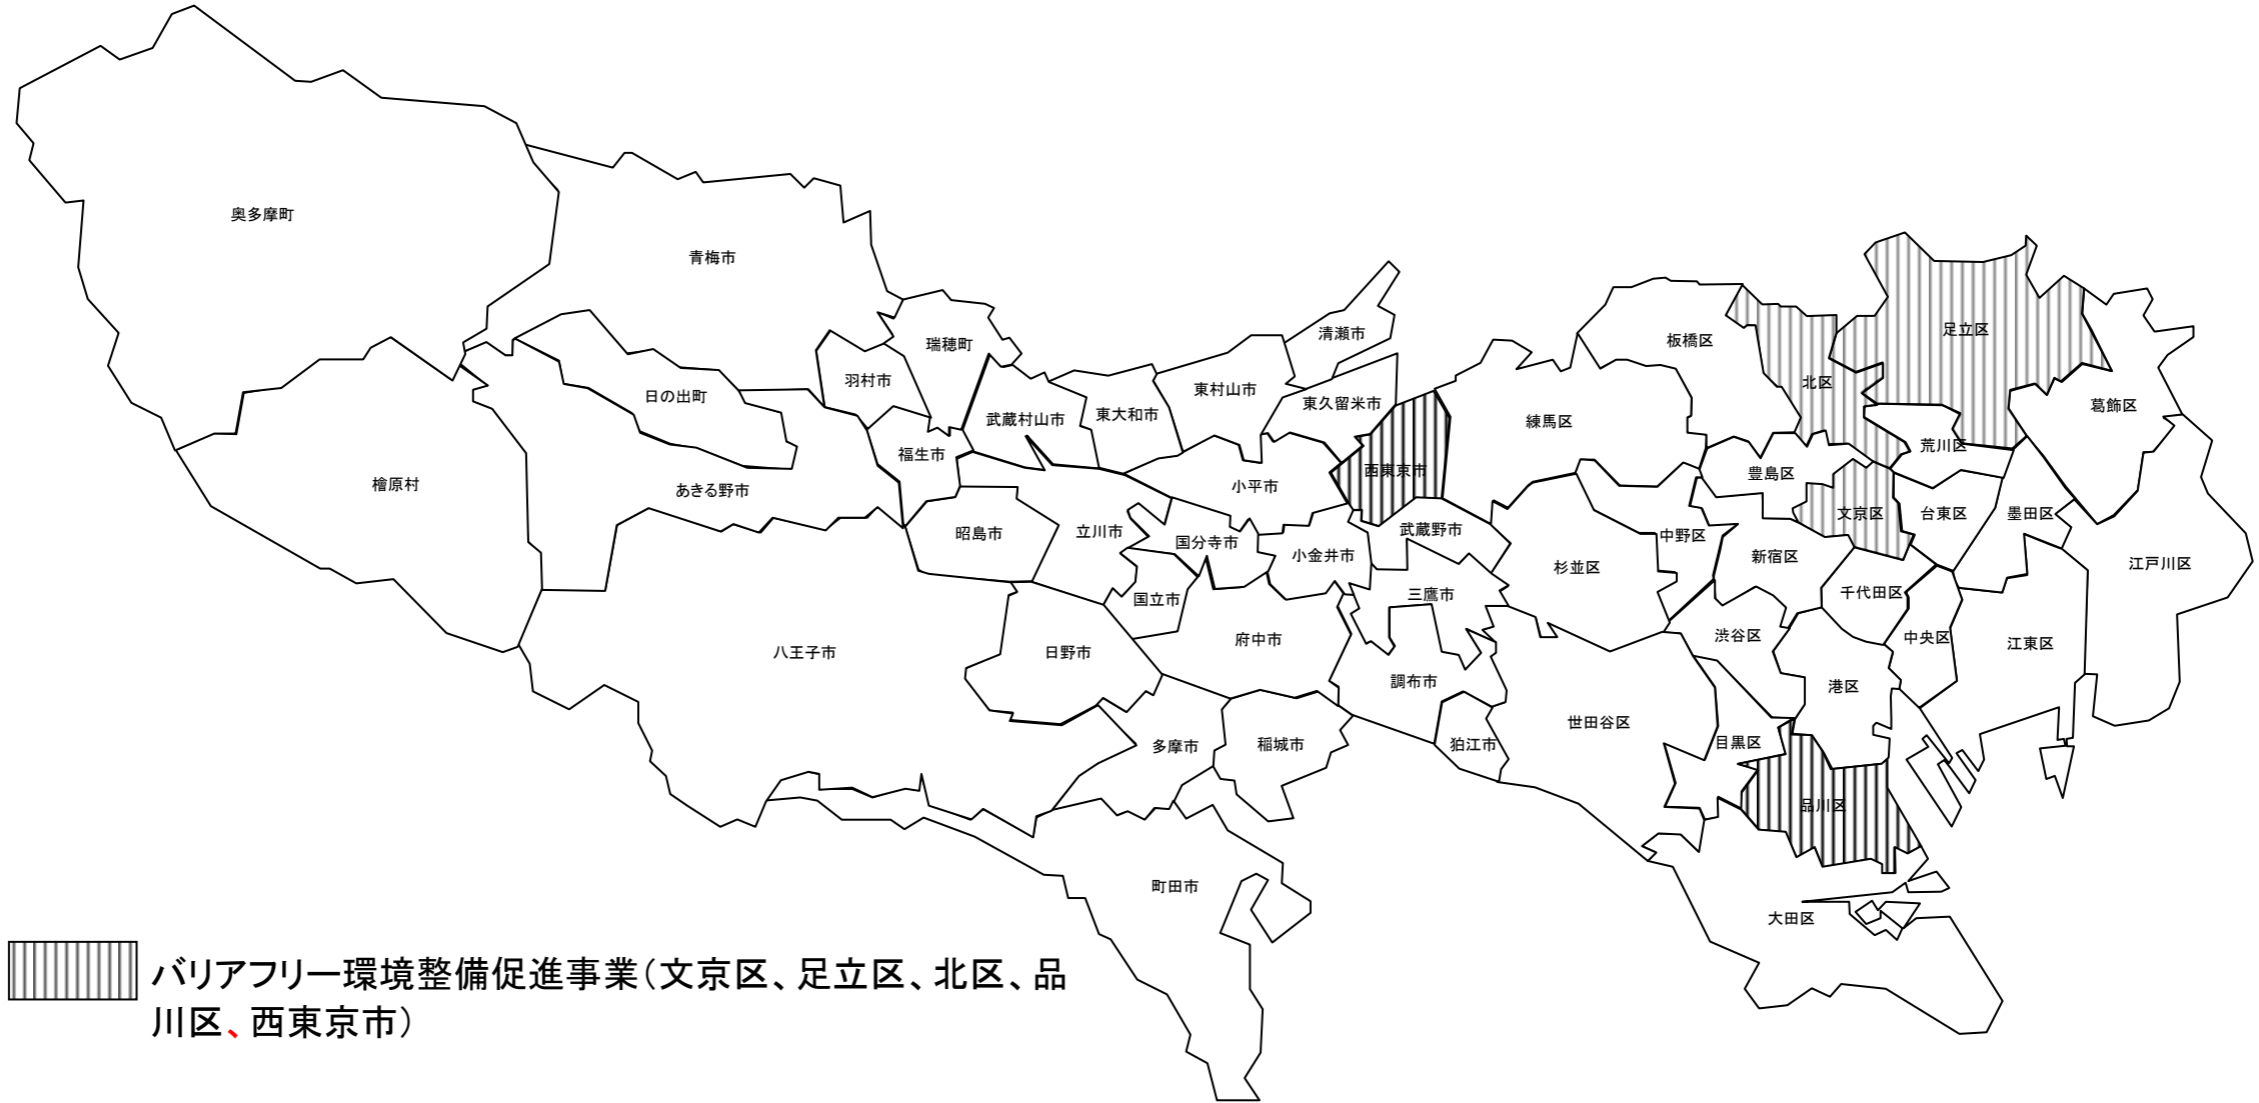 奥多摩町
青梅市
清瀬市
足立区
瑞穂町
板橋区
羽村市
北区
東村山市
日の出町
東久留米市
葛飾区
東大和市
武蔵村山市
練馬区
荒川区
福生市
西東京市
豊島区
檜原村
小平市
あきる野市
文京区
台東区
墨田区
昭島市
立川市
武蔵野市
中野区
国分寺市
小金井市
新宿区
江戸川区
杉並区
千代田区
三鷹市
国立市
渋谷区
中央区
府中市
江東区
八王子市
日野市
調布市
港区
世田谷区
多摩市
稲城市
狛江市
目黒区
品川区
町田市
大田区
バリアフリー環境整備促進事業（文京区、足立区、北区、品
川区、西東京市）